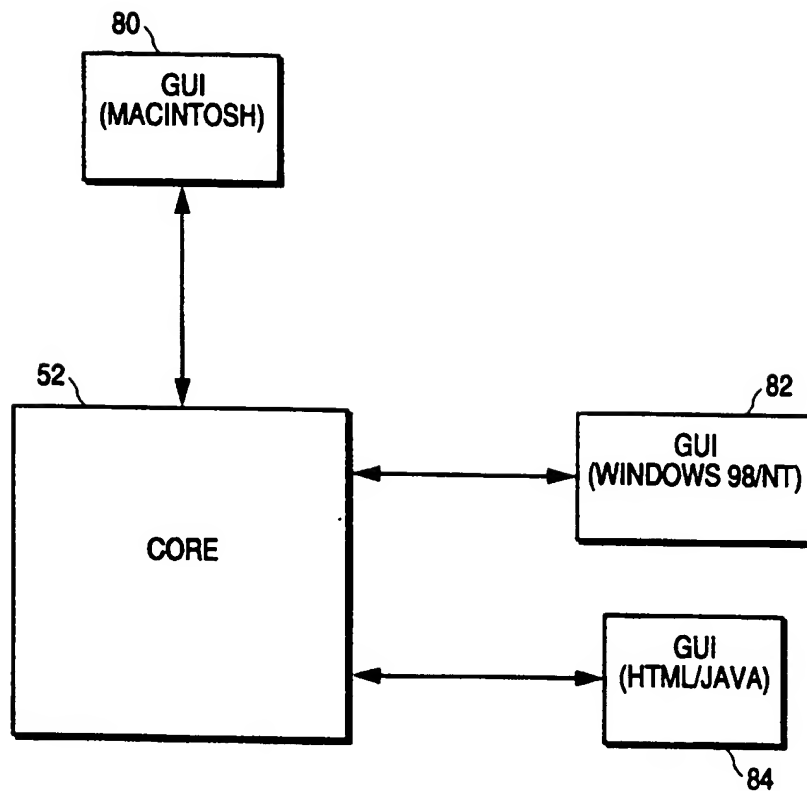 80
GUI
(MACINTOSH)
52
CORE
82
GUI
(WINDOWS 98/NT)
GUI
(HTML/JAVA)
84